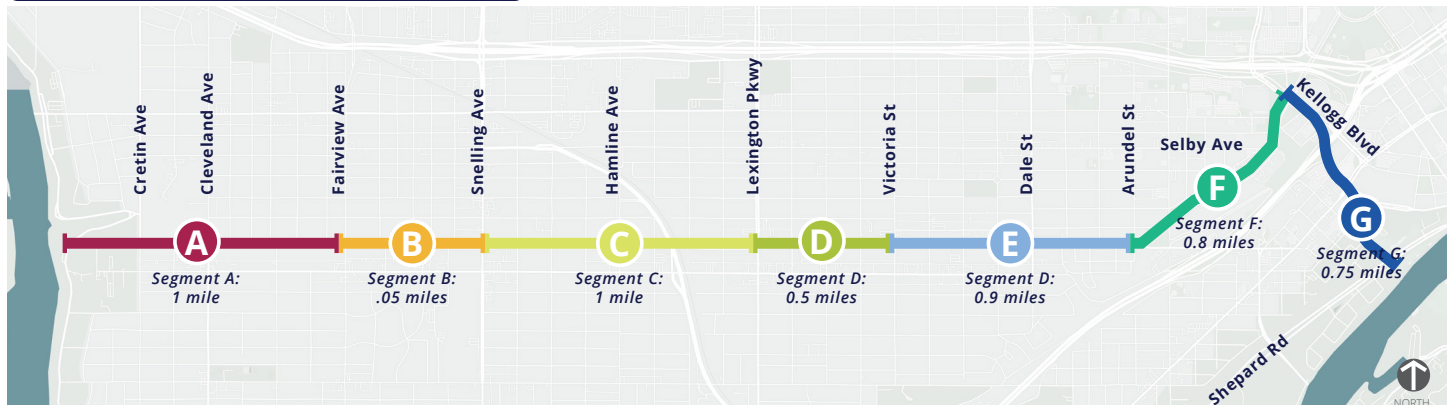 Cretin Ave
Cleveland Ave
Fairview Ave
Snelling Ave
Hamline Ave
Lexington Pkwy
Victoria St
Dale St
Arundel St
Selby Ave
Kellogg Blvd
A
B
C
D
E
F
G
Segment A:
1 mile
Segment B:
.05 miles
Segment C:
1 mile
Segment D:
0.5 miles
Segment D:
0.9 miles
Segment F:
0.8 miles
Segment G:
0.75 miles
Shepard Rd
NORTH